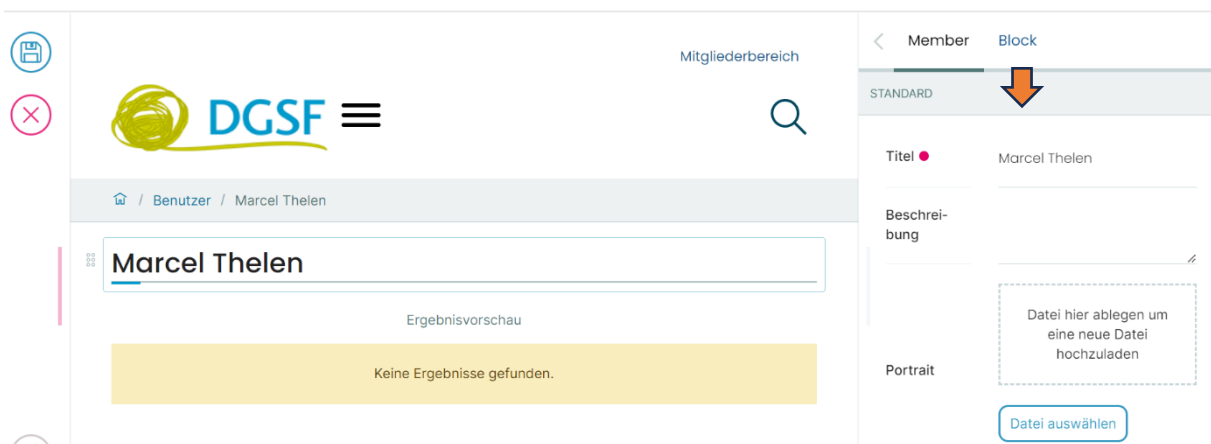 Mitgliederbereich
DGSF
Benutzer / Marcel Thelen
Marcel Thelen
Ergebnisvorschau
Keine Ergebnisse gefunden.
Member Block
STANDARD
Titel Marcel Thelen
Beschrei-
bung
Datei hier ablegen um
eine neue Datei
hochzuladen
Portrait
Datei auswählen